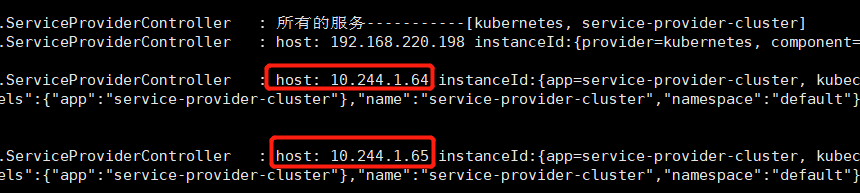 .ServiceProviderController : 所有的服务-----------[kubernetes, service-provider-cluster]
.ServiceProviderController : host: 192.168.220.198 instanceId:{provider=kubernetes, component=
.ServiceProviderController : host: 10.244.1.64 instanceId:{app=service-provider-cluster, kubec
els":{"app":"service-provider-cluster"},"name":"service-provider-cluster","namespace":"default"}
.ServiceProviderController : host: 10.244.1.65 instanceId:{app=service-provider-cluster, kubec
els":{"app":"service-provider-cluster"},"name":"service-provider-cluster","namespace":"default"}